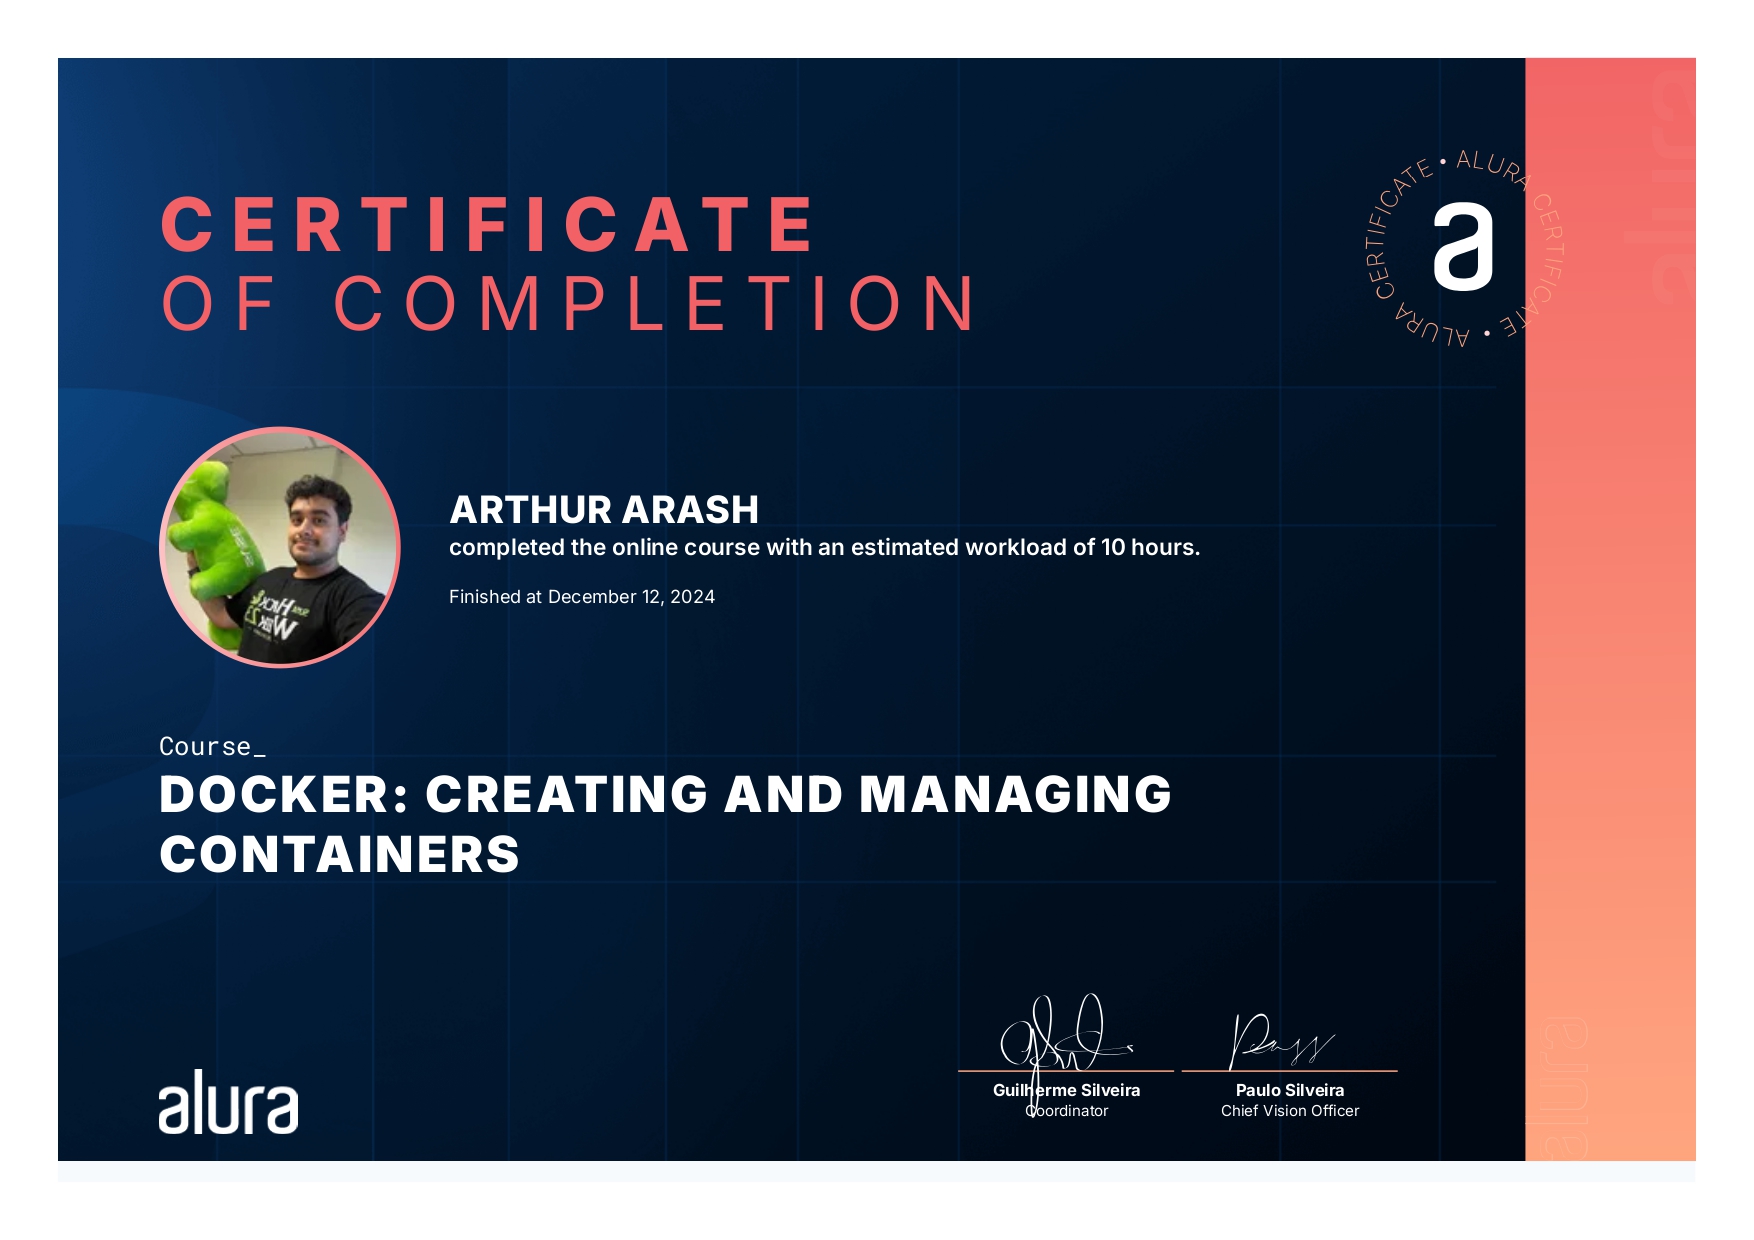 CERTIFICATE
OF COMPLETION
ALURA CERTIFICATE • ALURA CERTIFICATE •
a
alura
ARTHUR ARASH
completed the online course with an estimated workload of 10 hours.
Finished at December 12, 2024
Course_
DOCKER: CREATING AND MANAGING
CONTAINERS
Guilherme Silveira
Coordinator
Paulo Silveira
Chief Vision Officer
alura
alura